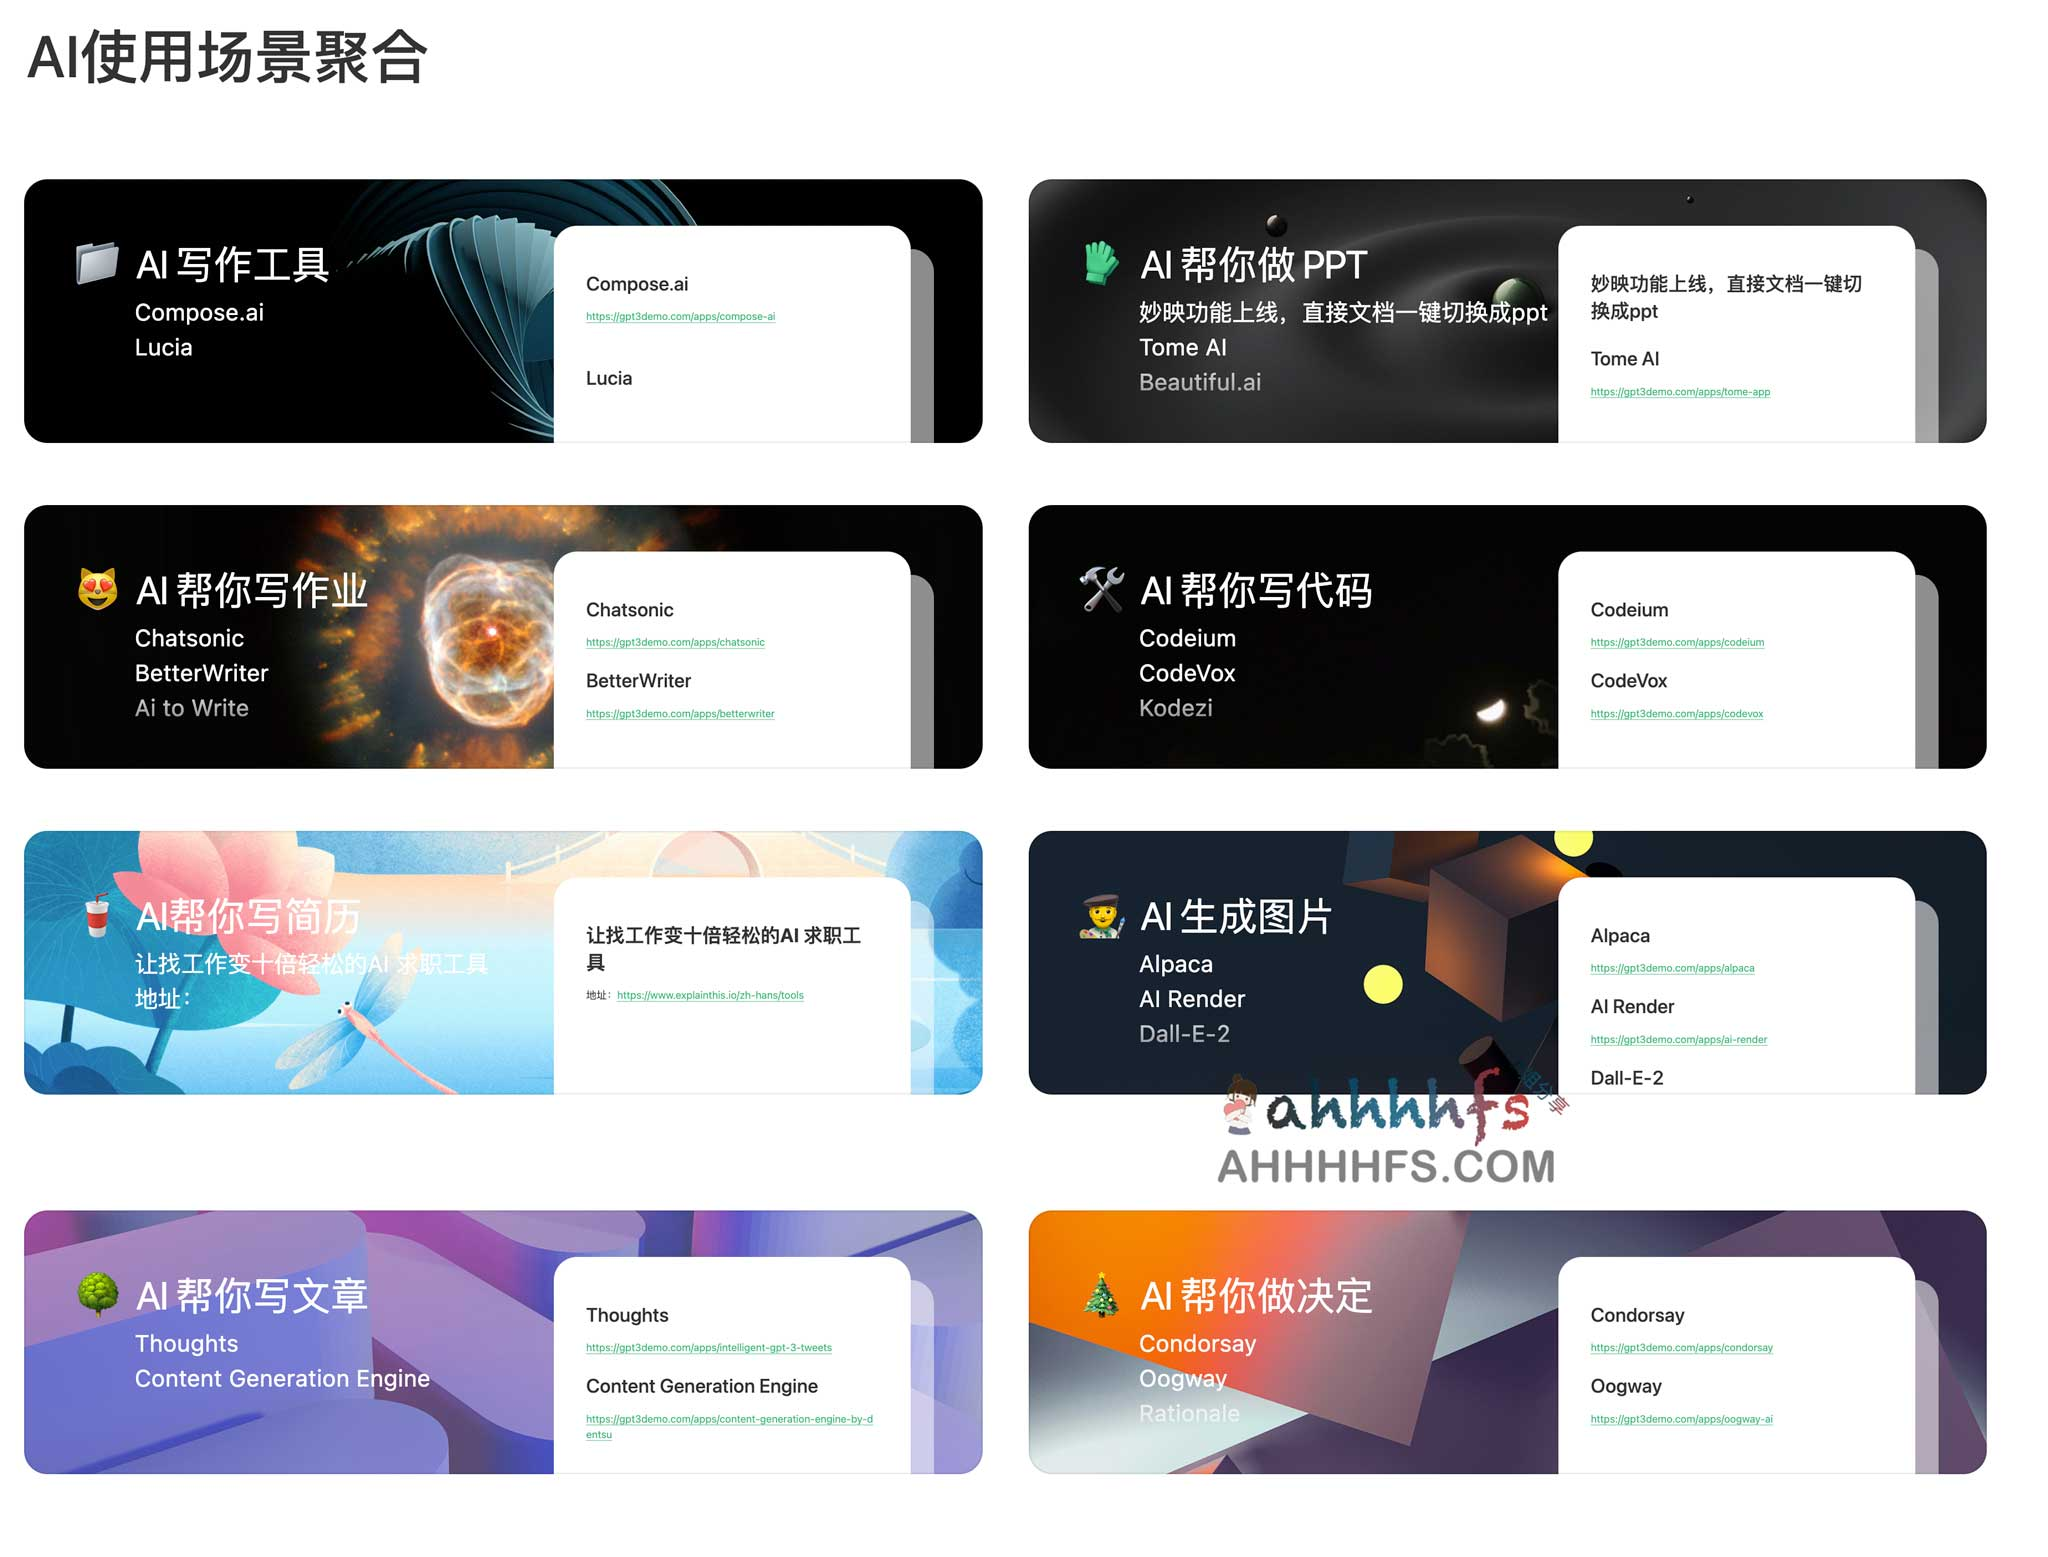 AI使用场景聚合
AI 写作工具
Compose.ai
Lucia
Compose.ai
https://gpt3demo.com/apps/compose-ai
Lucia
AI 帮你做 PPT
妙映功能上线，直接文档一键切换成ppt
Tome AI
Beautiful.ai
妙映功能上线，直接文档一键切
换成ppt
Tome AI
https://gpt3demo.com/apps/tome-app
AI 帮你写作业
Chatsonic
BetterWriter
Ai to Write
Chatsonic
https://gpt3demo.com/apps/chatsonic
BetterWriter
https://gpt3demo.com/apps/betterwriter
AI 帮你写代码
Codeium
CodeVox
Kodezi
Codeium
https://gpt3demo.com/apps/codeium
CodeVox
https://gpt3demo.com/apps/codevox
AI帮你写简历
让找工作变十倍轻松的AI 求职工具
地址：
让找工作变十倍轻松的AI 求职工
具
地址：https://www.explainthis.io/zh-hans/tools
AI 生成图片
Alpaca
AI Render
Dall-E-2
Alpaca
https://gpt3demo.com/apps/alpaca
AI Render
https://gpt3demo.com/apps/ai-render
Dall-E-2
ahhhhfs
AHHHHFS.COM
AI 帮你写文章
Thoughts
Content Generation Engine
Thoughts
https://gpt3demo.com/apps/intelligent-gpt-3-tweets
Content Generation Engine
https://gpt3demo.com/apps/content-generation-engine-by-d
entsu
AI 帮你做决定
Condorsay
Oogway
Rationale
Condorsay
https://gpt3demo.com/apps/condorsay
Oogway
https://gpt3demo.com/apps/oogway-ai